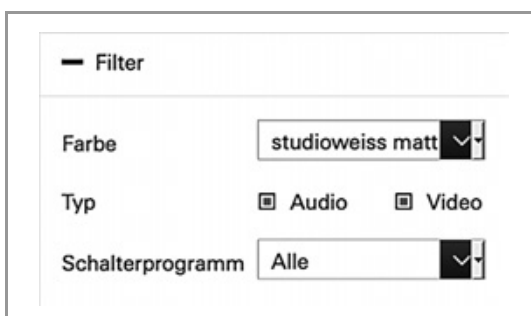 Filter
Farbe studioweiss matt
Typ Audio Video
Schalterprogramm Alle